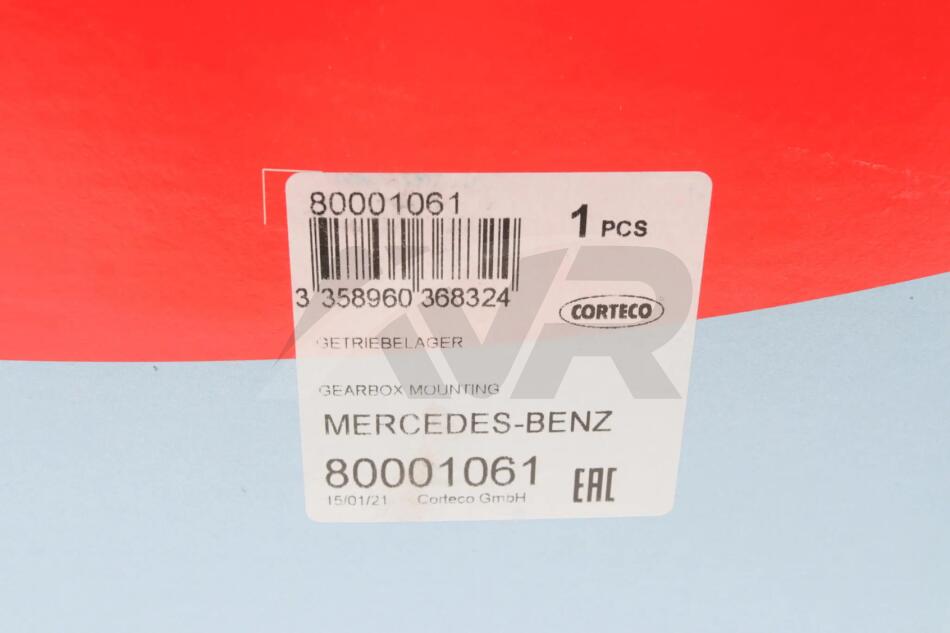 80001061
1 PCS
3 358960 368324
CORTECO
GETRIEBELAGER
AVR
GEARBOX MOUNTING
MERCEDES-BENZ
80001061
EAC
15/01/21 Corteco GmbH